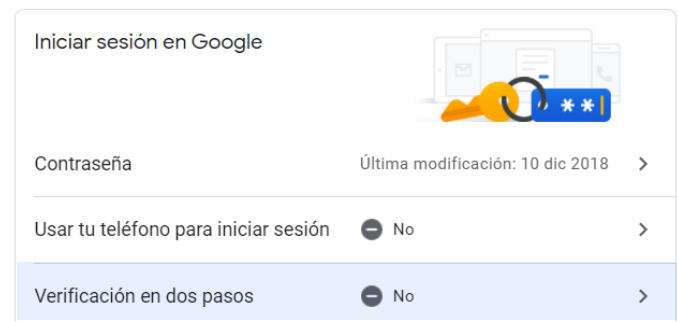 Iniciar sesión en Google
**
Contraseña Última modificación: 10 dic 2018
Usar tu teléfono para iniciar sesión No
Verificación en dos pasos No